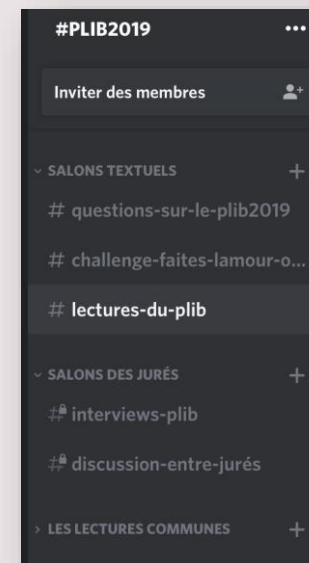 #PLIB2019
Inviter des membres
SALONS TEXTUELS
# questions-sur-le-plib2019
# challenge-faites-lamour-o...
# lectures-du-plib
SALONS DES JURÉS
# interviews-plib
# discussion-entre-jurés
LES LECTURES COMMUNES